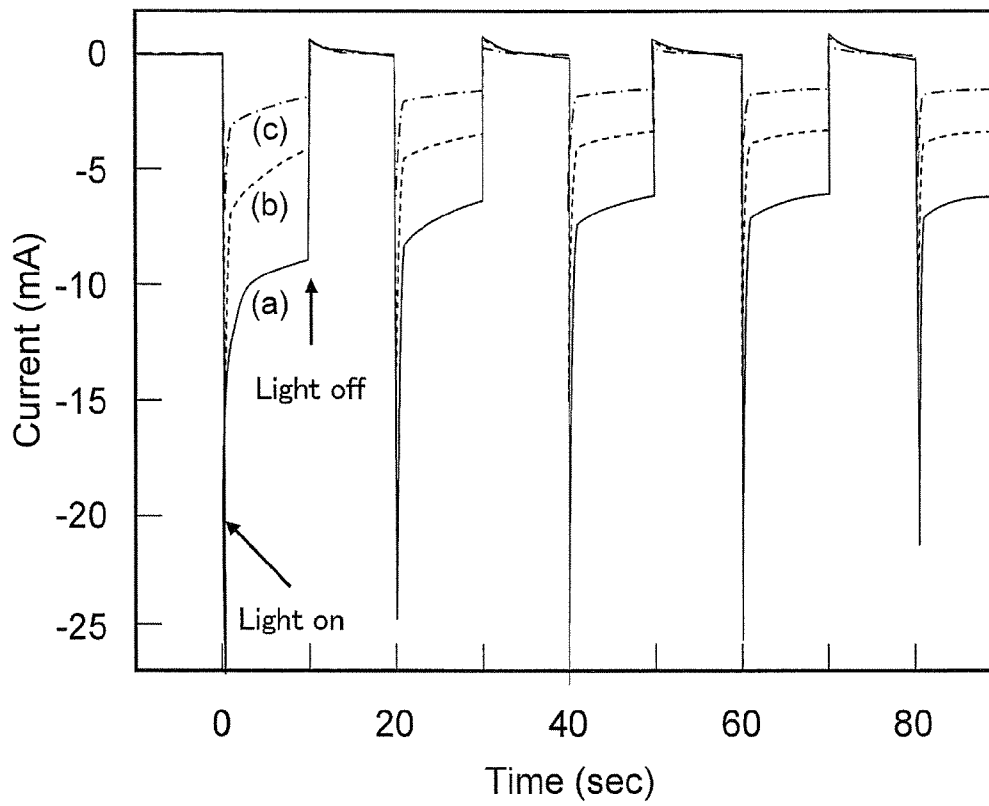 0
-5
-10
-15
-20
-25
Current (mA)
(c)
(b)
(a)
Light off
Light on
0 20 40 60 80
Time (sec)